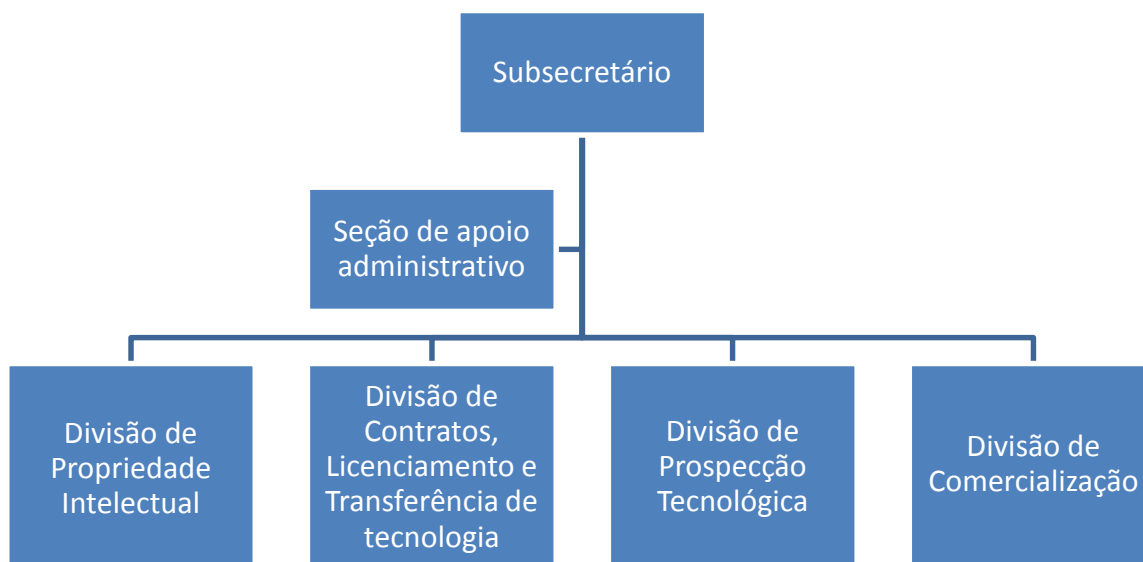 Subsecretário
Seção de apoio
administrativo
Divisão de
Propriedade
Intelectual
Divisão de
Contratos,
Licenciamento e
Transferência de
tecnologia
Divisão de
Prospecção
Tecnológica
Divisão de
Comercialização